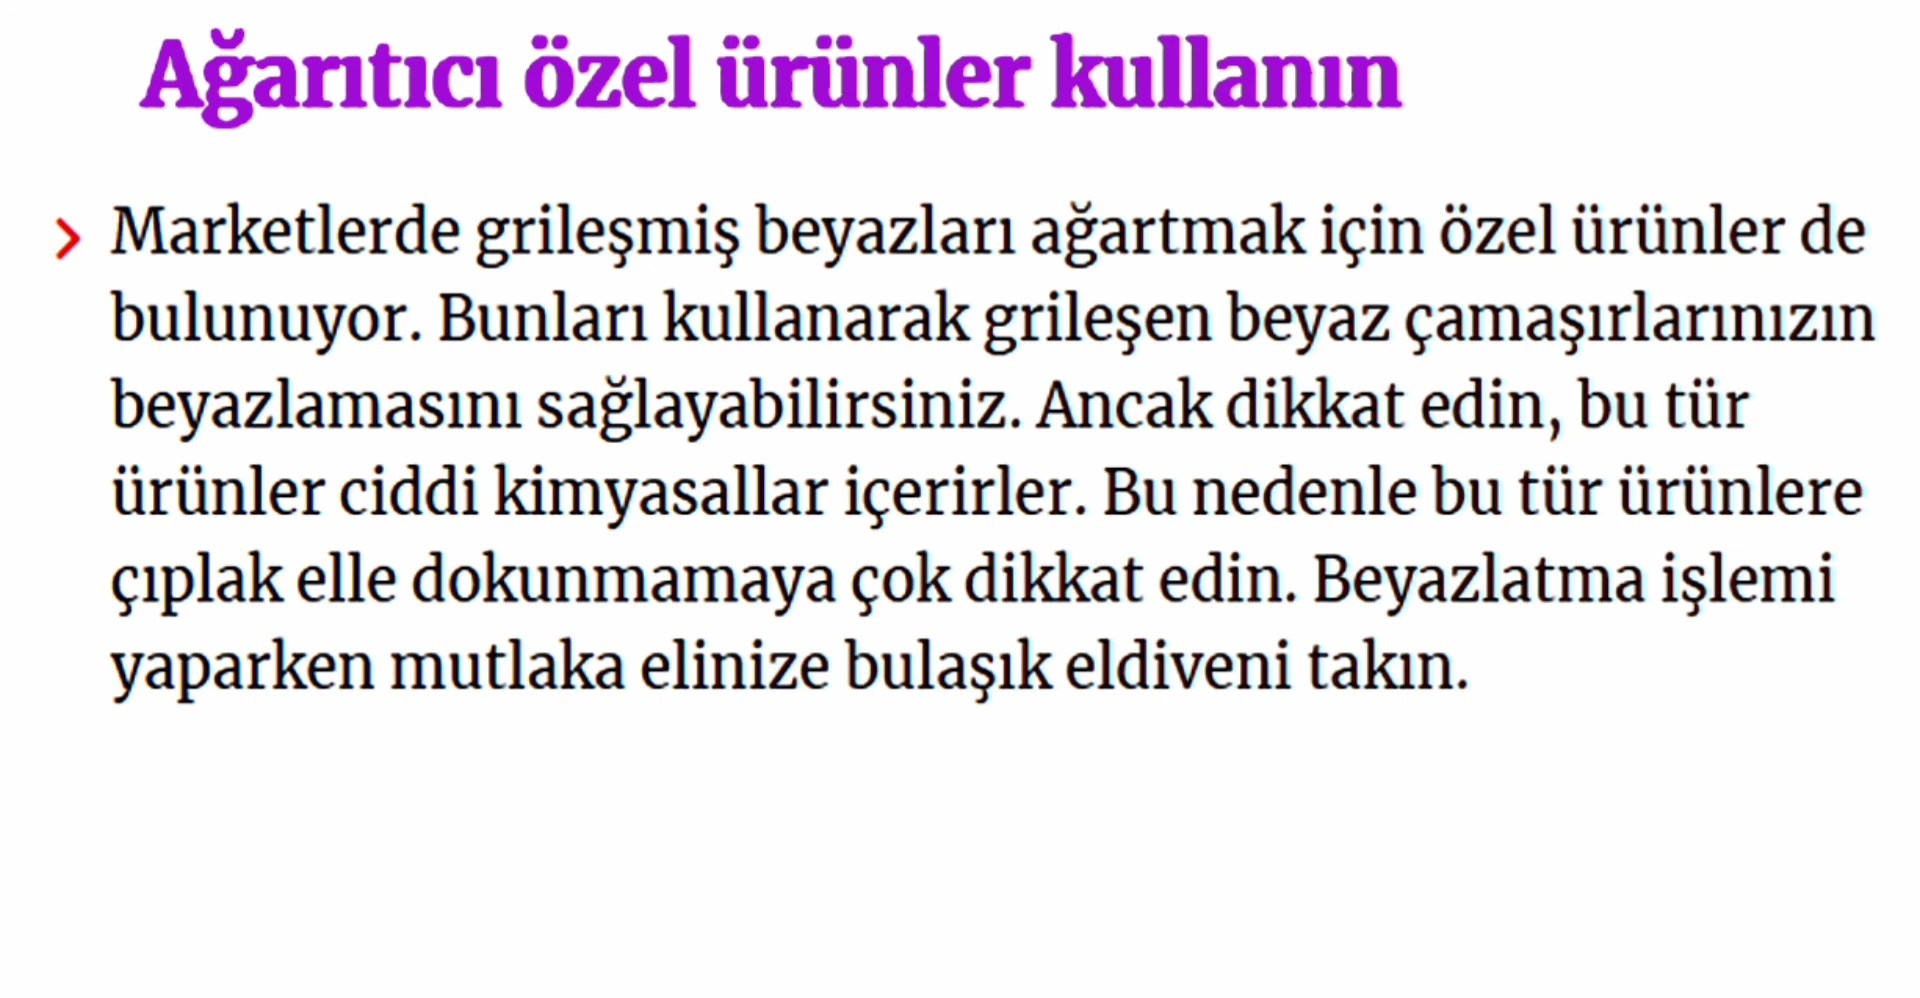 Ağarıtıcı özel ürünler kullanın
Marketlerde grileşmiş beyazları ağartmak için özel ürünler de
bulunuyor. Bunları kullanarak grileşen beyaz çamaşırlarınızın
beyazlamasını sağlayabilirsiniz. Ancak dikkat edin, bu tür
ürünler ciddi kimyasallar içerirler. Bu nedenle bu tür ürünlere
çıplak elle dokunmamaya çok dikkat edin. Beyazlatma işlemi
yaparken mutlaka elinize bulaşık eldiveni takın.